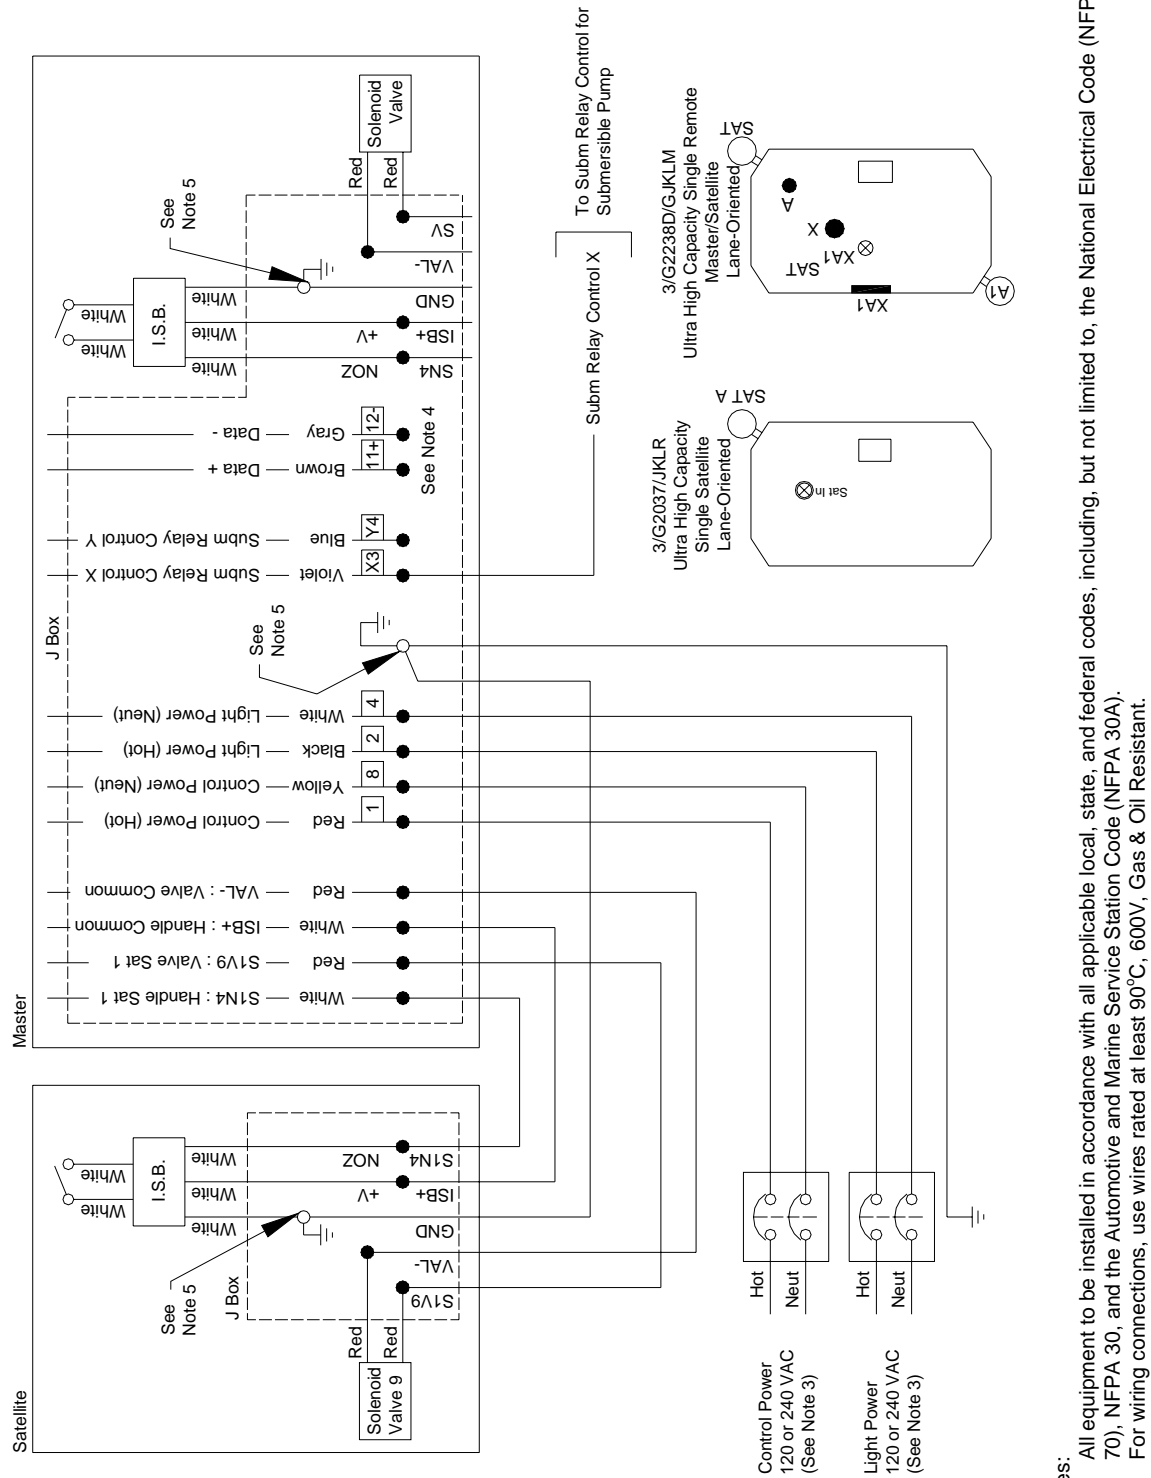 Satellite
See
Note 5
J Box
I.S.B.
White
White
White
White
White
NOZ
S1N4
+V
ISB+
GND
VAL-
S1V9
Red
Red
Solenoid
Valve 9
Master
J Box
S1N4 : Handle Sat 1
White
S1V9 : Valve Sat 1
Red
ISB+ : Handle Common
White
VAL- : Valve Common
Red
Control Power (Hot)
Red
1
Control Power (Neut)
Yellow
8
Light Power (Hot)
Black
2
Light Power (Neut)
White
4
See
Note 5
Subm Relay Control X
Violet
X3
Subm Relay Control Y
Blue
Y4
Data +
Brown
11+
Data -
Gray
12-
See Note 4
I.S.B.
White
White
White
White
White
See
Note 5
NOZ
SN4
+V
ISB+
GND
VAL-
SV
Red
Red
Solenoid
Valve
Subm Relay Control X
To Subm Relay Control for
Submersible Pump
Control Power
120 or 240 VAC
(See Note 3)
Hot
Neut
Light Power
120 or 240 VAC
(See Note 3)
Hot
Neut
3/G2037/JKLR
Ultra High Capacity
Single Satellite
Lane-Oriented
SAT A
Sat In
3/G2238D/GJKLM
Ultra High Capacity Single Remote
Master/Satellite
Lane-Oriented
SAT
A
X
XA1
SAT
XA1
A1
All equipment to be installed in accordance with all applicable local, state, and federal codes, including, but not limited to, the National Electrical Code (NFP
70), NFPA 30, and the Automotive and Marine Service Station Code (NFPA 30A).
For wiring connections, use wires rated at least 90°C, 600V, Gas & Oil Resistant.